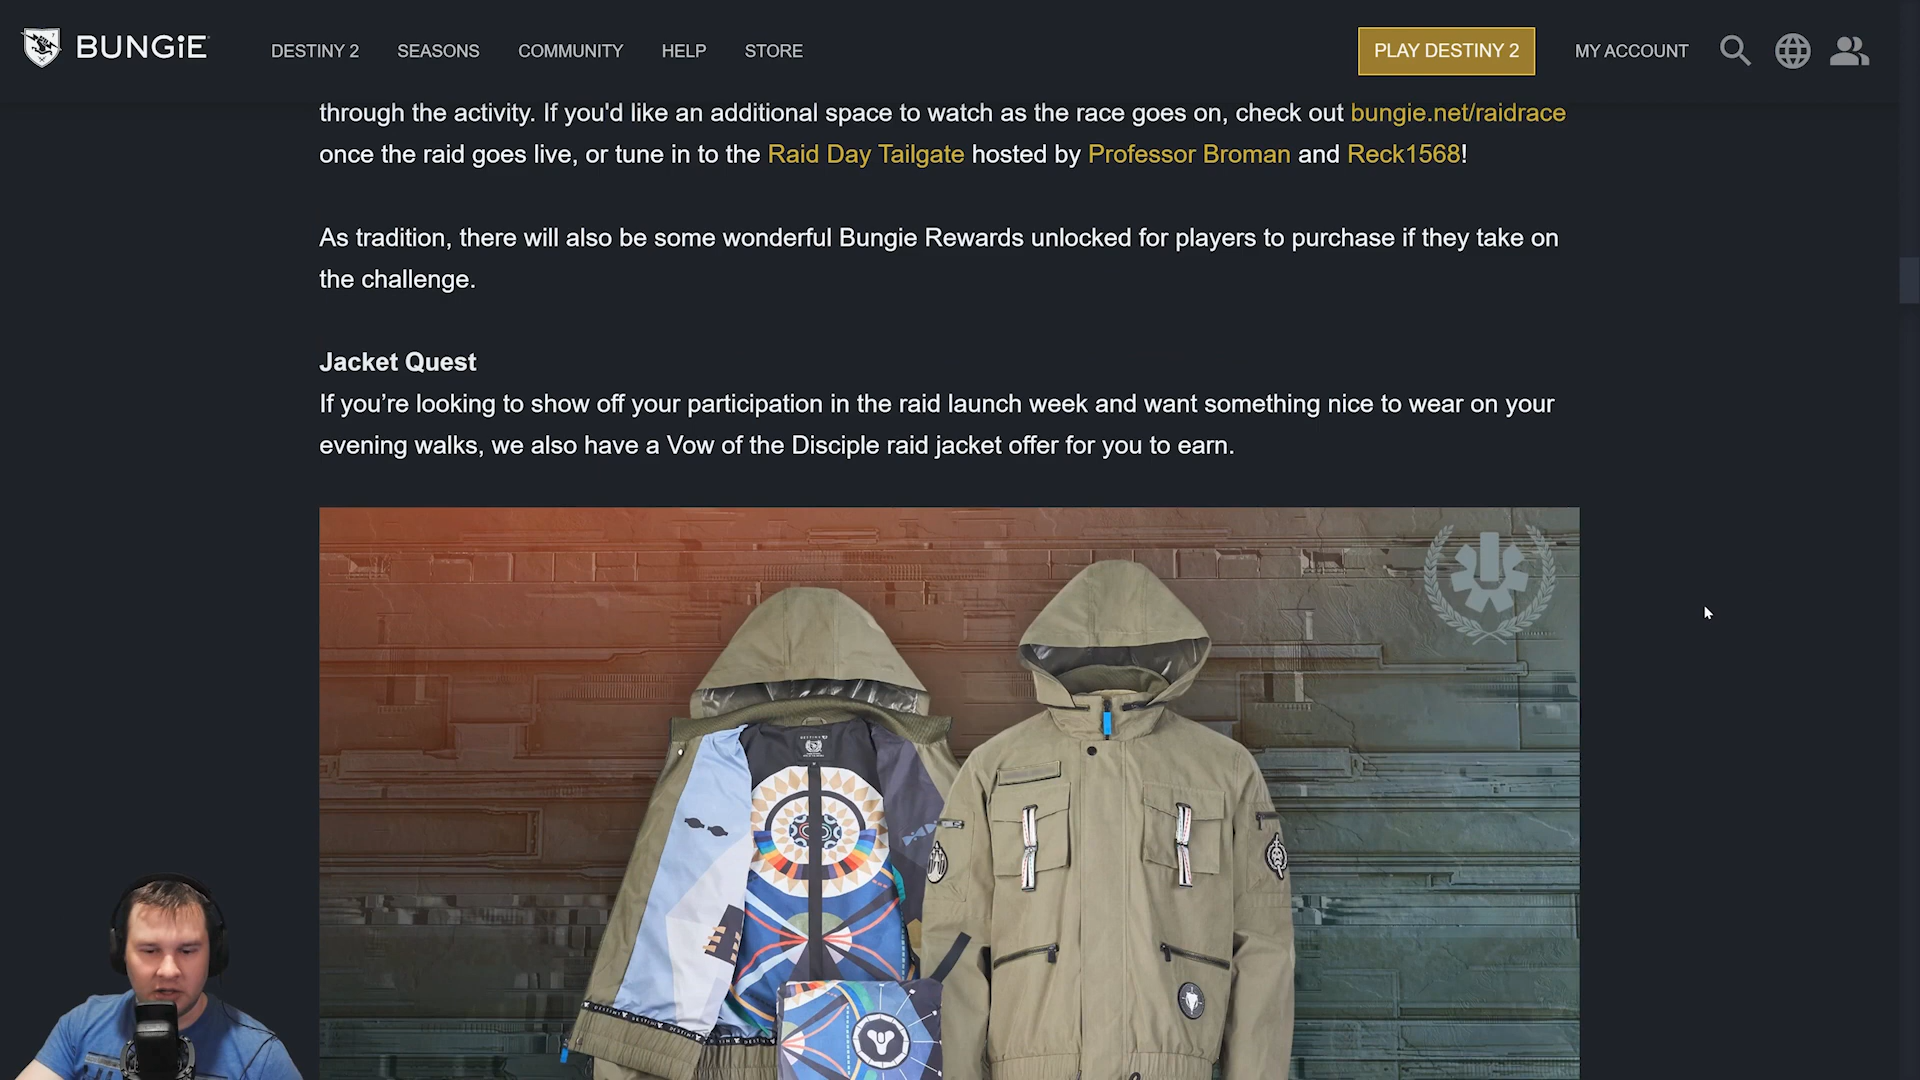 BUNGiE
DESTINY 2
SEASONS
COMMUNITY
HELP
STORE
PLAY DESTINY 2
MY ACCOUNT
through the activity. If you'd like an additional space to watch as the race goes on, check out bungie.net/raidrace
once the raid goes live, or tune in to the Raid Day Tailgate hosted by Professor Broman and Reck1568!
As tradition, there will also be some wonderful Bungie Rewards unlocked for players to purchase if they take on
the challenge.
Jacket Quest
If you’re looking to show off your participation in the raid launch week and want something nice to wear on your
evening walks, we also have a Vow of the Disciple raid jacket offer for you to earn.
DESTINY
DESTINY DESTINY DESTINY DESTINY